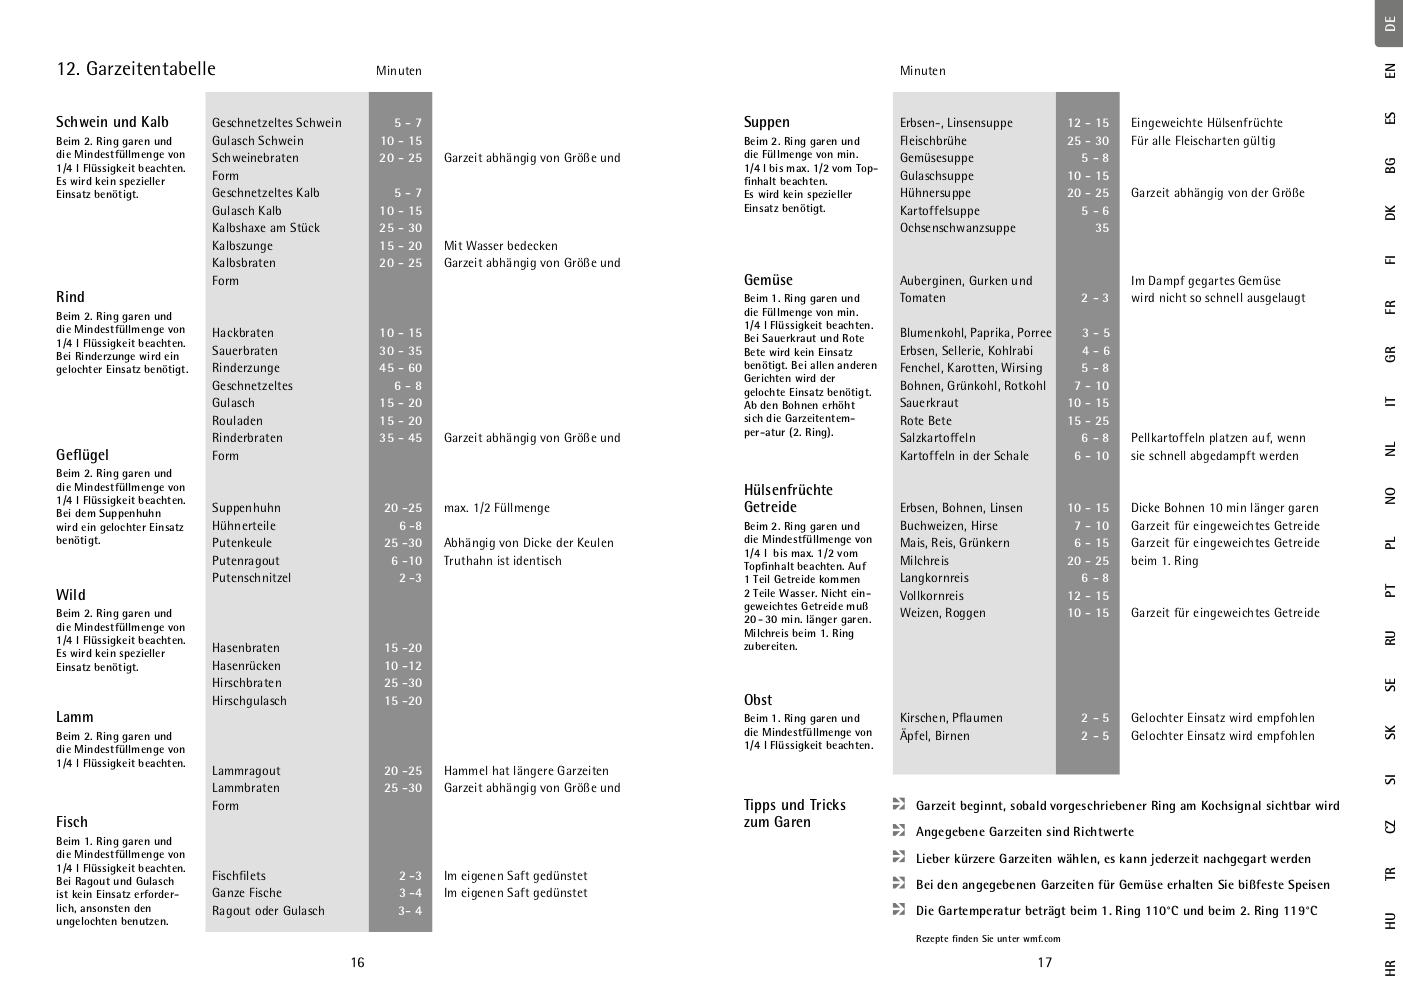 12. Garzeitentabelle
Minuten
Schwein und Kalb
Beim 2. Ring garen und
die Mindestfüllmenge von
1/4 l Flüssigkeit beachten.
Es wird kein spezieller
Einsatz benötigt.
Geschnetzeltes Schwein 5 - 7
Gulasch Schwein 10 - 15
Schweinebraten 20 - 25 Garzeit abhängig von Größe und
Form
Geschnetzeltes Kalb 5 - 7
Gulasch Kalb 10 - 15
Kalbshaxe am Stück 25 - 30
Kalbszunge 15 - 20 Mit Wasser bedecken
Kalbsbraten 20 - 25 Garzeit abhängig von Größe und
Form
Rind
Beim 2. Ring garen und
die Mindestfüllmenge von
1/4 l Flüssigkeit beachten.
Bei Rinderzunge wird ein
gelochter Einsatz benötigt.
Hackbraten 10 - 15
Sauerbraten 30 - 35
Rinderzunge 45 - 60
Geschnetzeltes 6 - 8
Gulasch 15 - 20
Rouladen 15 - 20
Rinderbraten 35 - 45 Garzeit abhängig von Größe und
Form
Geflügel
Beim 2. Ring garen und
die Mindestfüllmenge von
1/4 l Flüssigkeit beachten.
Bei dem Suppenhuhn
wird ein gelochter Einsatz
benötigt.
Suppenhuhn 20 -25 max. 1/2 Füllmenge
Hühnerteile 6 -8
Putenkeule 25 -30 Abhängig von Dicke der Keulen
Putenragout 6 -10 Truthahn ist identisch
Putenschnitzel 2 -3
Wild
Beim 2. Ring garen und
die Mindestfüllmenge von
1/4 l Flüssigkeit beachten.
Es wird kein spezieller
Einsatz benötigt.
Hasenbraten 15 -20
Hasenrücken 10 -12
Hirschbraten 25 -30
Hirschgulasch 15 -20
Lamm
Beim 2. Ring garen und
die Mindestfüllmenge von
1/4 l Flüssigkeit beachten.
Lammragout 20 -25 Hammel hat längere Garzeiten
Lammbraten 25 -30 Garzeit abhängig von Größe und
Form
Fisch
Beim 1. Ring garen und
die Mindestfüllmenge von
1/4 l Flüssigkeit beachten.
Bei Ragout und Gulasch
ist kein Einsatz erforder-
lich, ansonsten den
ungelochten benutzen.
Fischfilets 2 -3 Im eigenen Saft gedünstet
Ganze Fische 3 -4 Im eigenen Saft gedünstet
Ragout oder Gulasch 3- 4
16
Minuten
Suppen
Beim 2. Ring garen und
die Füllmenge von min.
1/4 l bis max. 1/2 vom Top-
finhalt beachten.
Es wird kein spezieller
Einsatz benötigt.
Erbsen-, Linsensuppe 12 - 15 Eingeweichte Hülsenfrüchte
Fleischbrühe 25 - 30 Für alle Fleischarten gültig
Gemüsesuppe 5 - 8
Gulaschsuppe 10 - 15
Hühnersuppe 20 - 25 Garzeit abhängig von der Größe
Kartoffelsuppe 5 - 6
Ochsenschwanzsuppe 35
Gemüse
Beim 1. Ring garen und
die Füllmenge von min.
1/4 l Flüssigkeit beachten.
Bei Sauerkraut und Rote
Bete wird kein Einsatz
benötigt. Bei allen anderen
Gerichten wird der
gelochte Einsatz benötigt.
Ab den Bohnen erhöht
sich die Garzeitentem-
per-atur (2. Ring).
Auberginen, Gurken und Im Dampf gegartes Gemüse
Tomaten 2 - 3 wird nicht so schnell ausgelaugt
Blumenkohl, Paprika, Porree 3 - 5
Erbsen, Sellerie, Kohlrabi 4 - 6
Fenchel, Karotten, Wirsing 5 - 8
Bohnen, Grünkohl, Rotkohl 7 - 10
Sauerkraut 10 - 15
Rote Bete 15 - 25
Salzkartoffeln 6 - 8 Pellkartoffeln platzen auf, wenn
Kartoffeln in der Schale 6 - 10 sie schnell abgedampft werden
Hülsenfrüchte
Getreide
Beim 2. Ring garen und
die Mindestfüllmenge von
1/4 l bis max. 1/2 vom
Topfinhalt beachten. Auf
1 Teil Getreide kommen
2 Teile Wasser. Nicht ein-
geweichtes Getreide muß
20 - 30 min. länger garen.
Milchreis beim 1. Ring
zubereiten.
Erbsen, Bohnen, Linsen 10 - 15 Dicke Bohnen 10 min länger garen
Buchweizen, Hirse 7 - 10 Garzeit für eingeweichtes Getreide
Mais, Reis, Grünkern 6 - 15 Garzeit für eingeweichtes Getreide
Milchreis 20 - 25 beim 1. Ring
Langkornreis 6 - 8
Vollkornreis 12 - 15
Weizen, Roggen 10 - 15 Garzeit für eingeweichtes Getreide
Obst
Beim 1. Ring garen und
die Mindestfüllmenge von
1/4 l Flüssigkeit beachten.
Kirschen, Pflaumen 2 - 5 Gelochter Einsatz wird empfohlen
Äpfel, Birnen 2 - 5 Gelochter Einsatz wird empfohlen
Tipps und Tricks
zum Garen
Garzeit beginnt, sobald vorgeschriebener Ring am Kochsignal sichtbar wird
Angegebene Garzeiten sind Richtwerte
Lieber kürzere Garzeiten wählen, es kann jederzeit nachgegart werden
Bei den angegebenen Garzeiten für Gemüse erhalten Sie bißfeste Speisen
Die Gartemperatur beträgt beim 1. Ring 110°C und beim 2. Ring 119°C
Rezepte finden Sie unter wmf.com
17
DE
EN
ES
BG
DK
FI
FR
GR
IT
NL
NO
PL
PT
RU
SE
SK
SI
CZ
TR
HU
HR